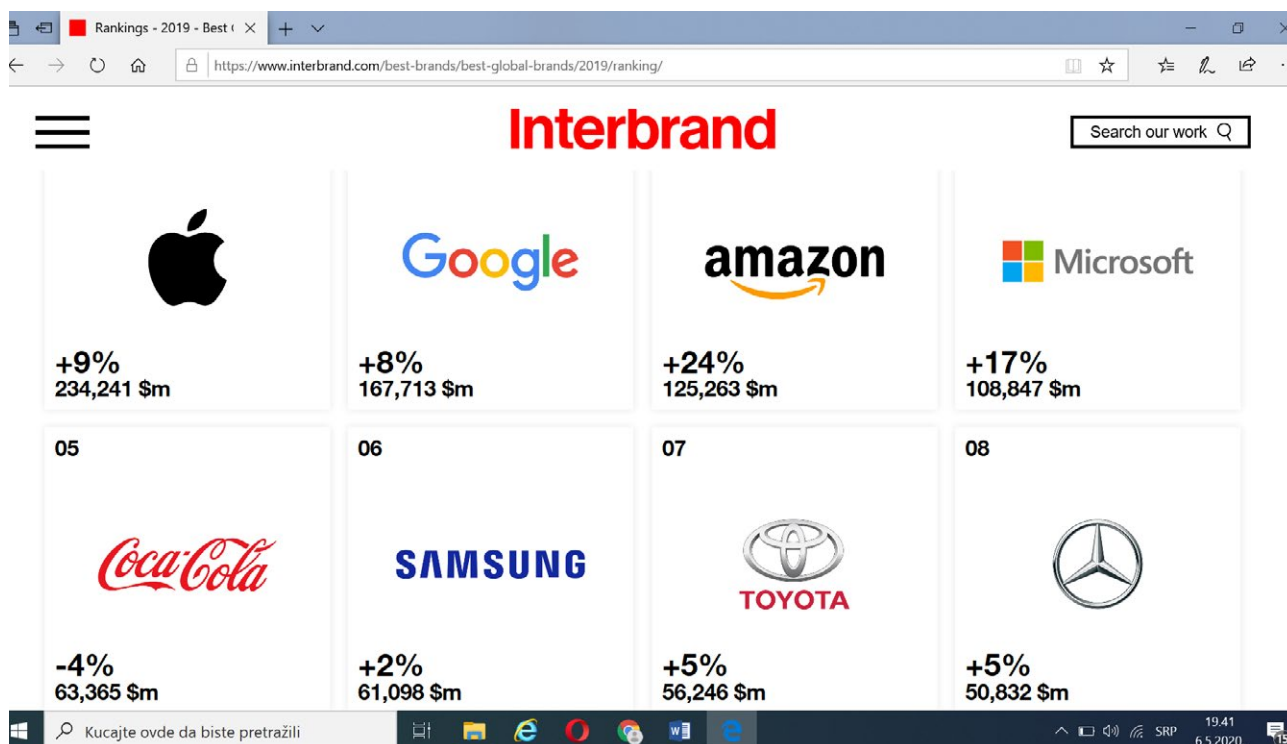 Rankings - 2019 - Best
https://www.interbrand.com/best-brands/best-global-brands/2019/ranking/
Interbrand
Search our work
Google
amazon
Microsoft
+9%
+8%
+24%
+17%
234,241 $m
167,713 $m
125,263 $m
108,847 $m
05
06
07
08
Coca-Cola
SAMSUNG
TOYOTA
-4%
+2%
+5%
+5%
63,365 $m
61,098 $m
56,246 $m
50,832 $m
Kucajte ovde da biste pretražili
SRP
19.41
6.5.2020